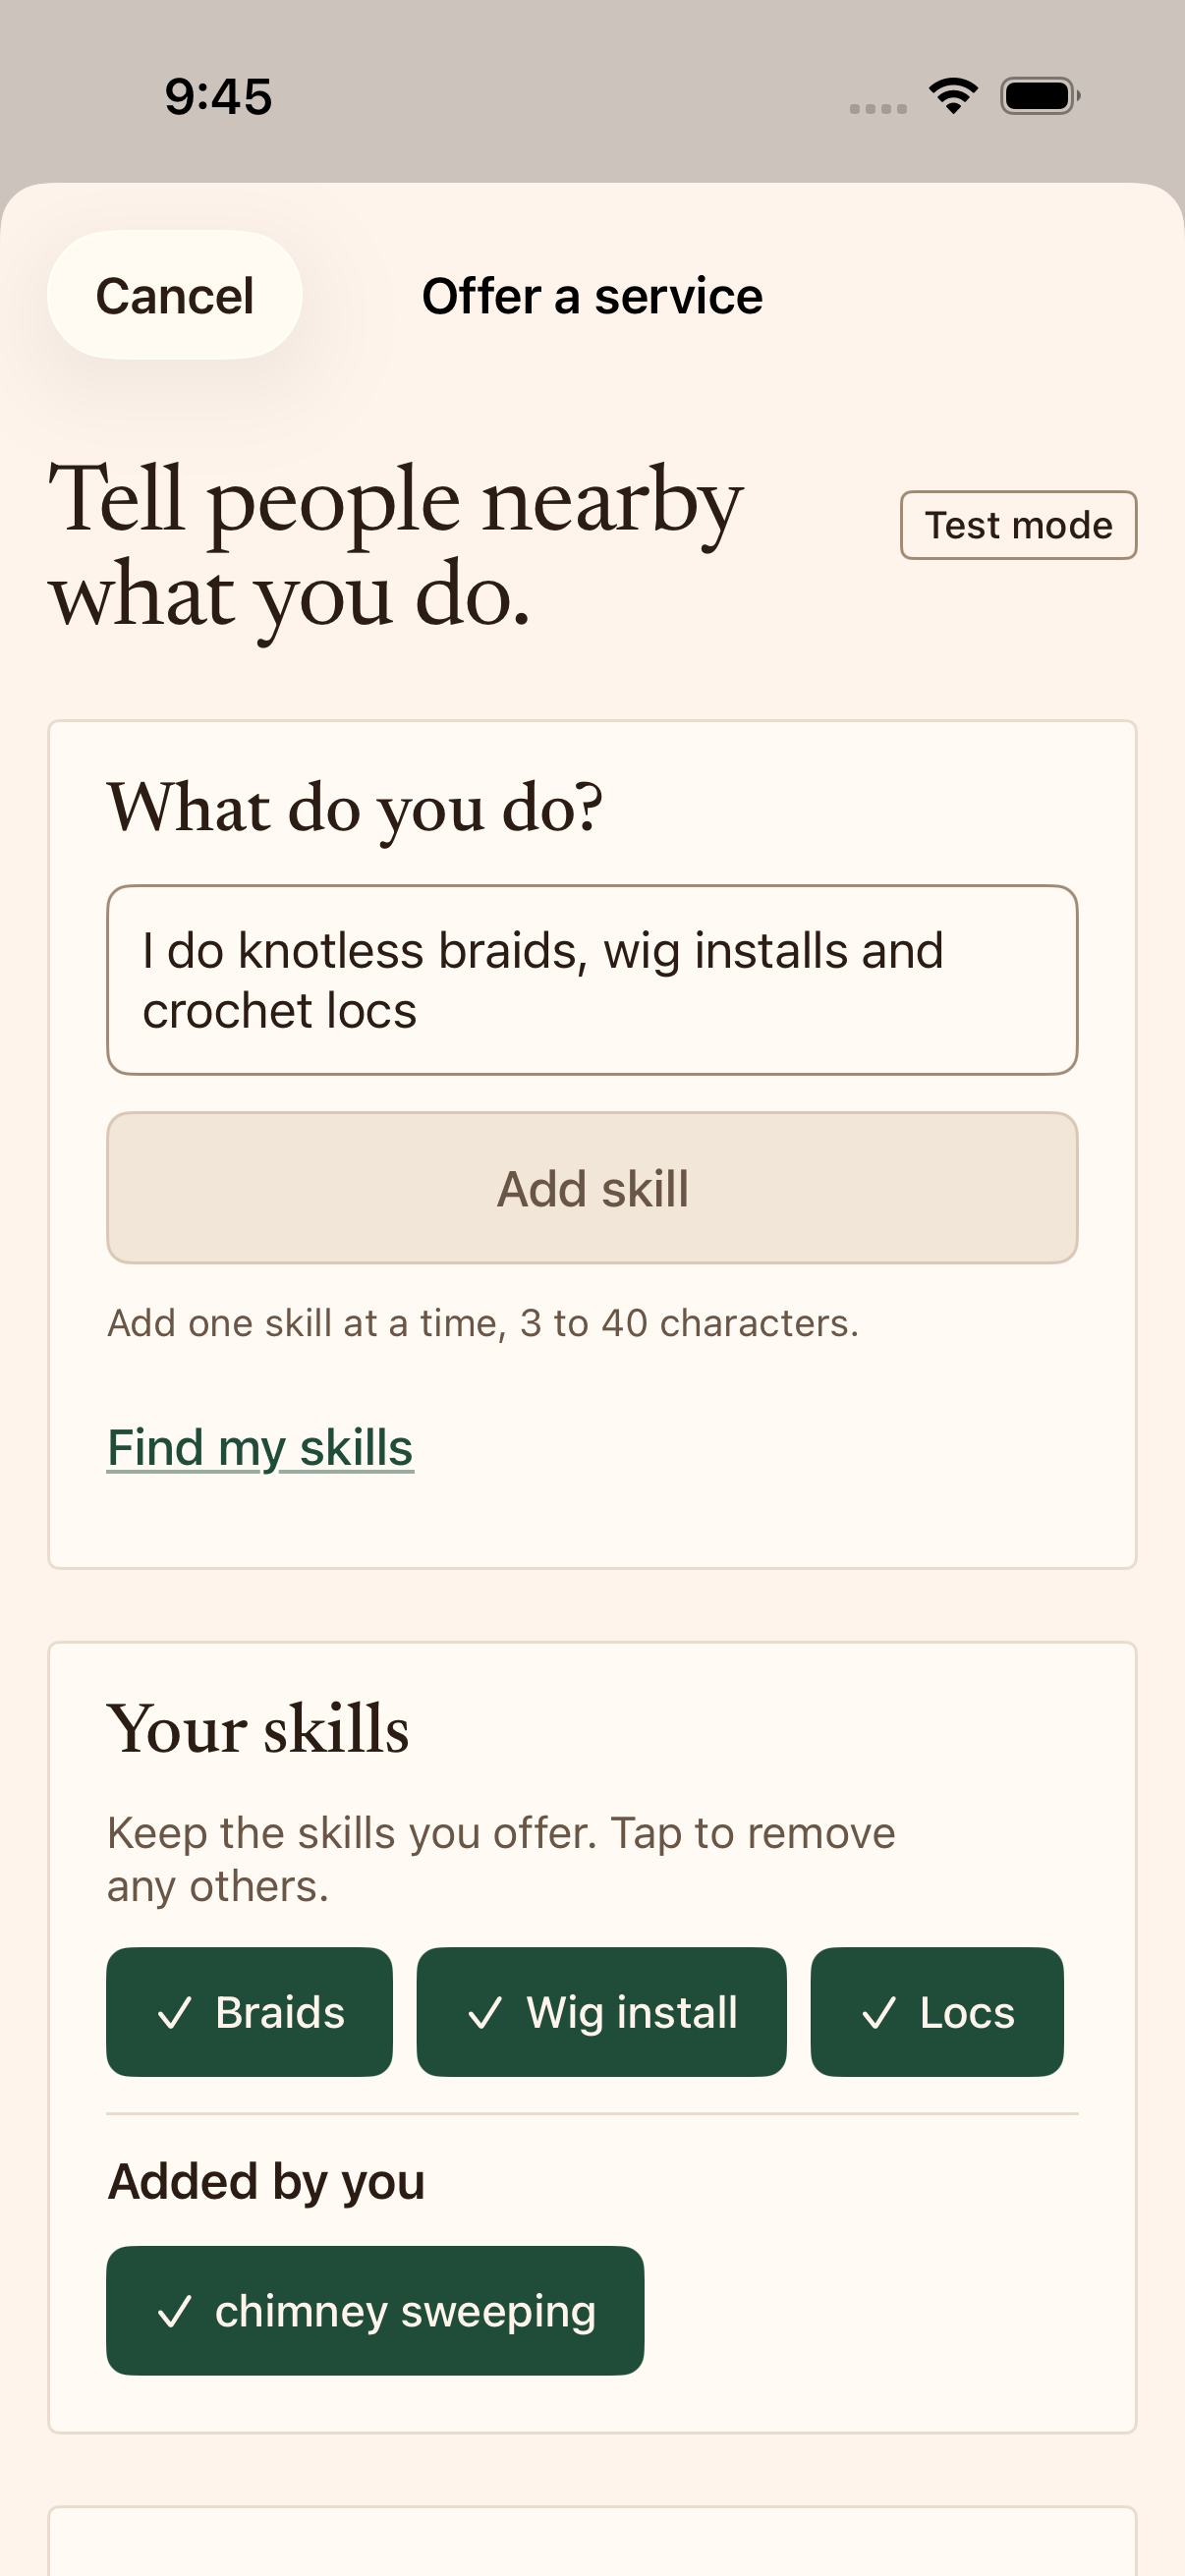 9:45
Cancel
Offer a service
Tell people nearby
what you do.
Test mode
What do you do?
I do knotless braids, wig installs and
crochet locs
Add skill
Add one skill at a time, 3 to 40 characters.
Find my skills
Your skills
Keep the skills you offer. Tap to remove
any others.
Braids
Wig install
Locs
Added by you
chimney sweeping